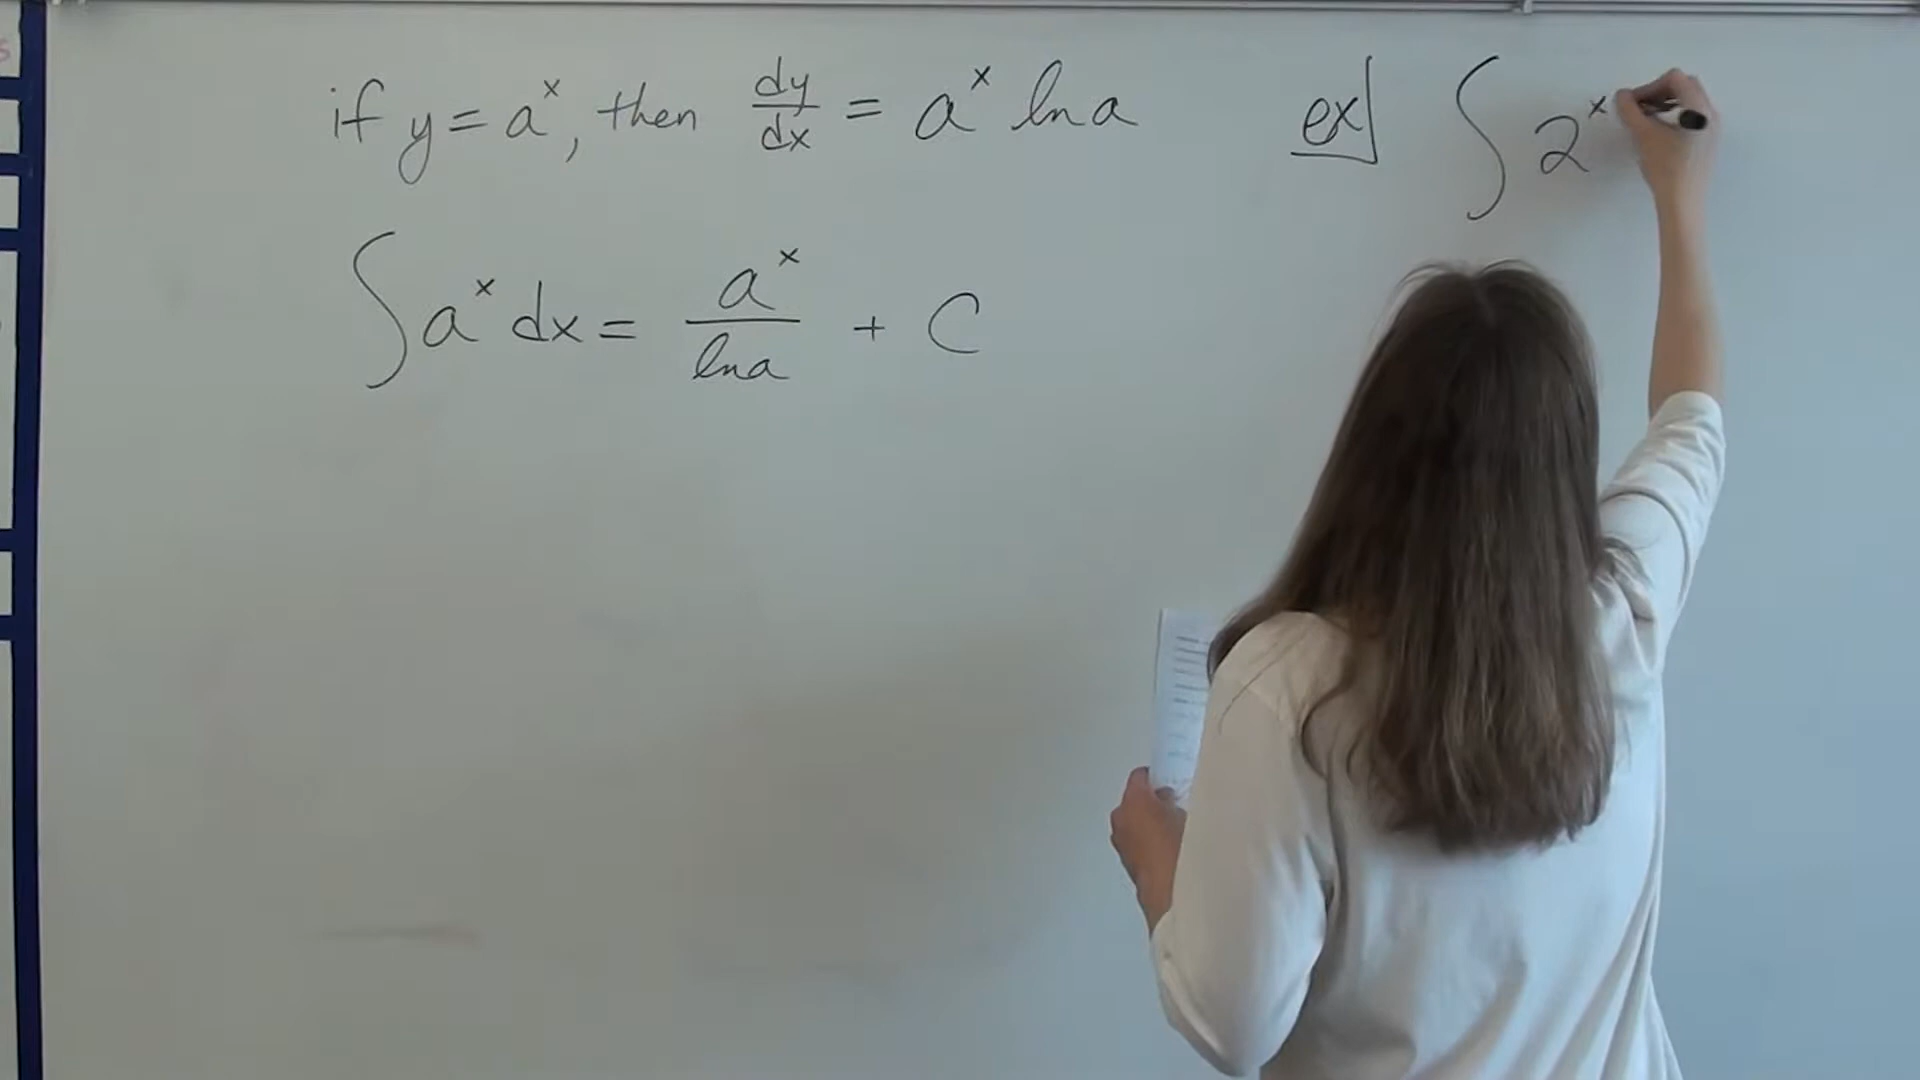 if y = aˣ, then dy/dx = aˣ ln a
∫ aˣ dx = aˣ/ln a + C
ex ∫ 2ˣ